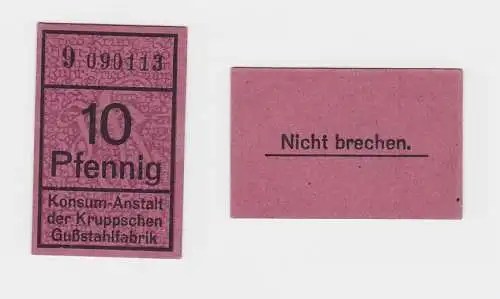 9 090113
10
Pfennig
Konsum-Anstalt
der Kruppschen
Gußstahlfabrik
Nicht brechen.